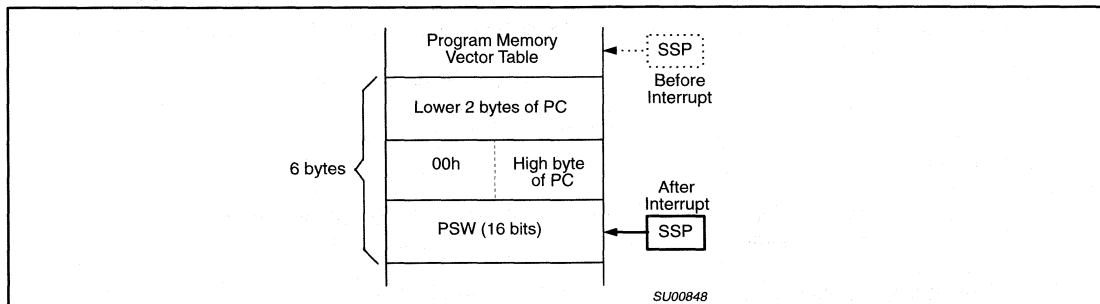 Program Memory
Vector Table
SSP
Before
Interrupt
Lower 2 bytes of PC
6 bytes
00h
High byte
of PC
After
Interrupt
PSW (16 bits)
SSP
SU00848